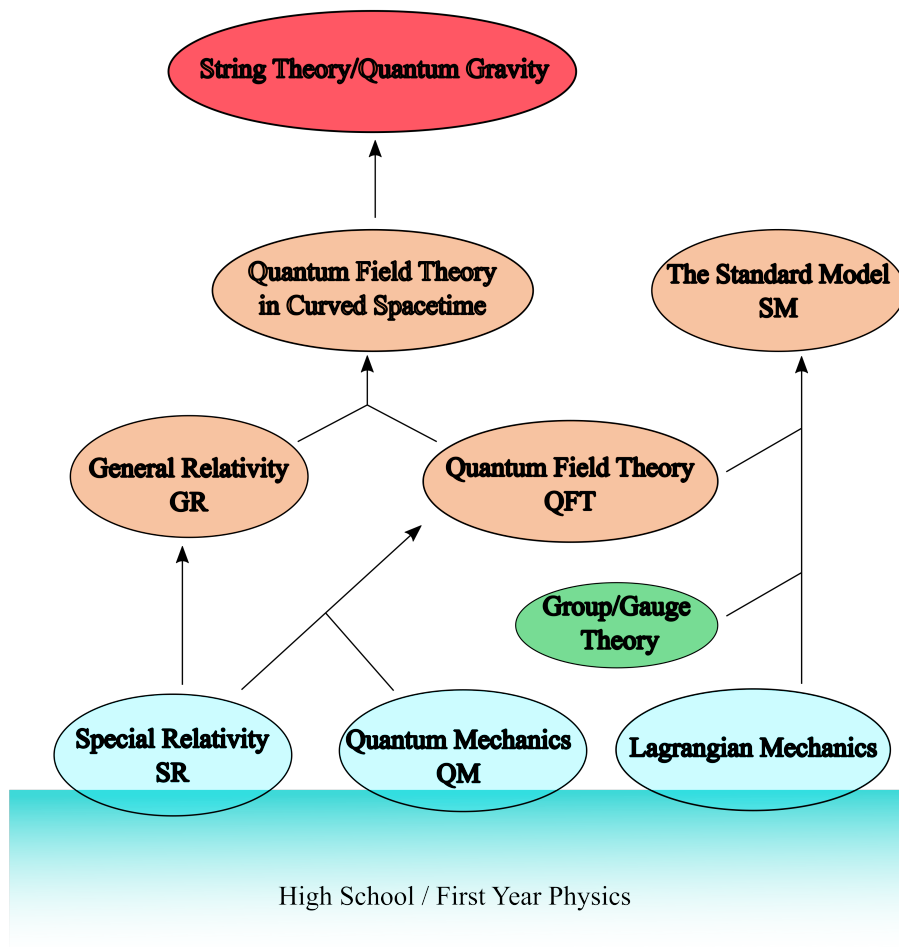 String Theory/Quantum Gravity
Quantum Field Theory
in Curved Spacetime
The Standard Model
SM
General Relativity
GR
Quantum Field Theory
QFT
Group/Gauge
Theory
Special Relativity
SR
Quantum Mechanics
QM
Lagrangian Mechanics
High School / First Year Physics